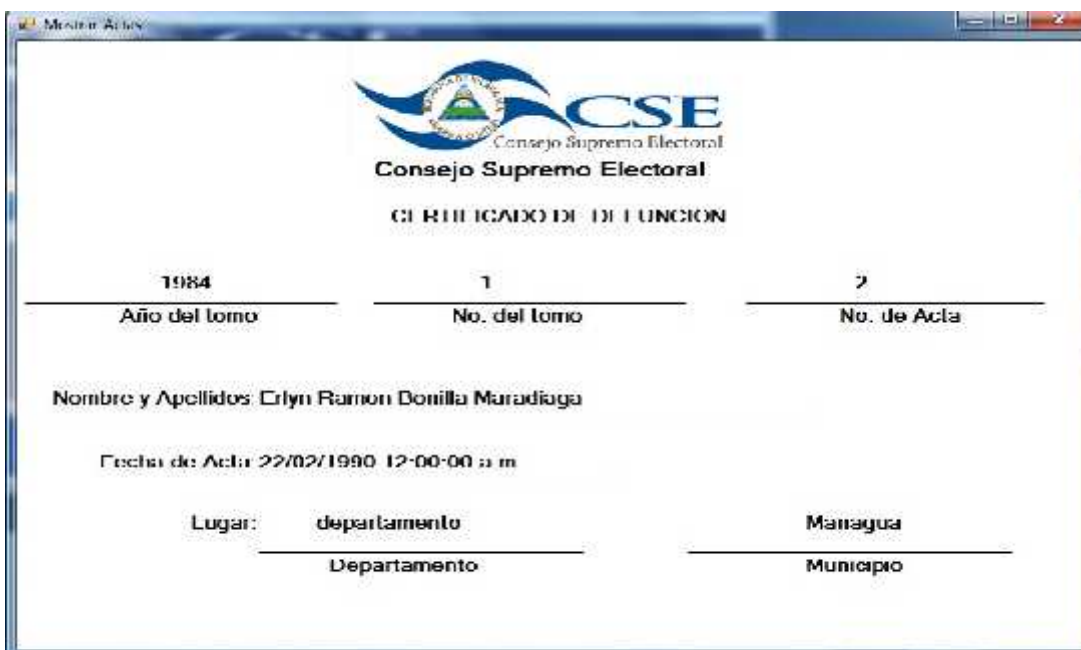 Mostrar Actas
CSE
Consejo Supremo Electoral
Consejo Supremo Electoral
CERTIFICADO DE DEFUNCION
1984 1 2
Año del tomo No. del tomo No. de Acta
Nombre y Apellidos: Erlyn Ramon Bonilla Maradiaga
Fecha de Acta: 22/02/1990 12:00:00 a.m.
Lugar: departamento Managua
Departamento Municipio